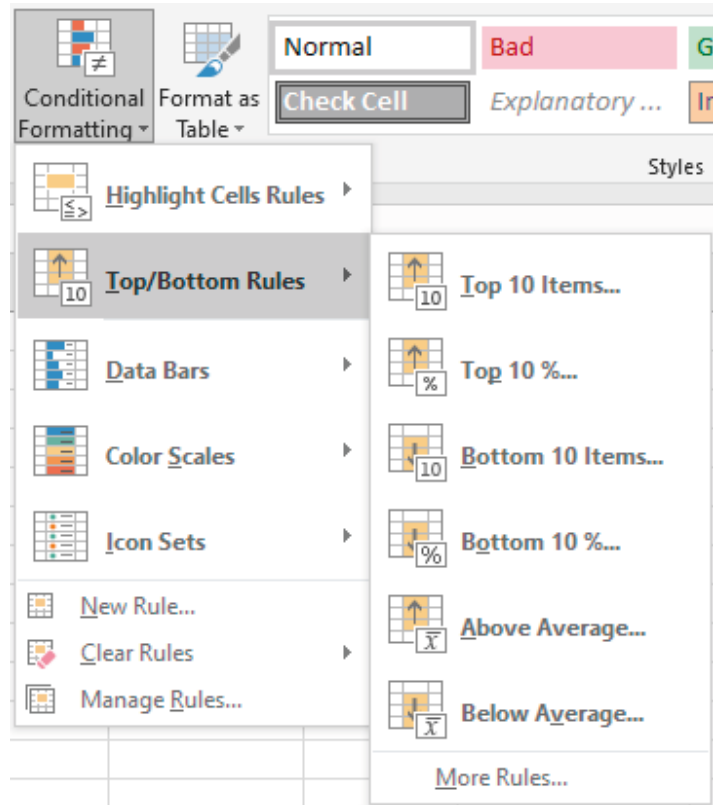 Conditional
Formatting
Format as
Table
Normal
Bad
G
Check Cell
Explanatory ...
Styles
Highlight Cells Rules
Top/Bottom Rules
Data Bars
Color Scales
Icon Sets
New Rule...
Clear Rules
Manage Rules...
10
Top 10 Items...
%
Top 10 %...
10
Bottom 10 Items...
%
Bottom 10 %...
x̅
Above Average...
x̅
Below Average...
More Rules...